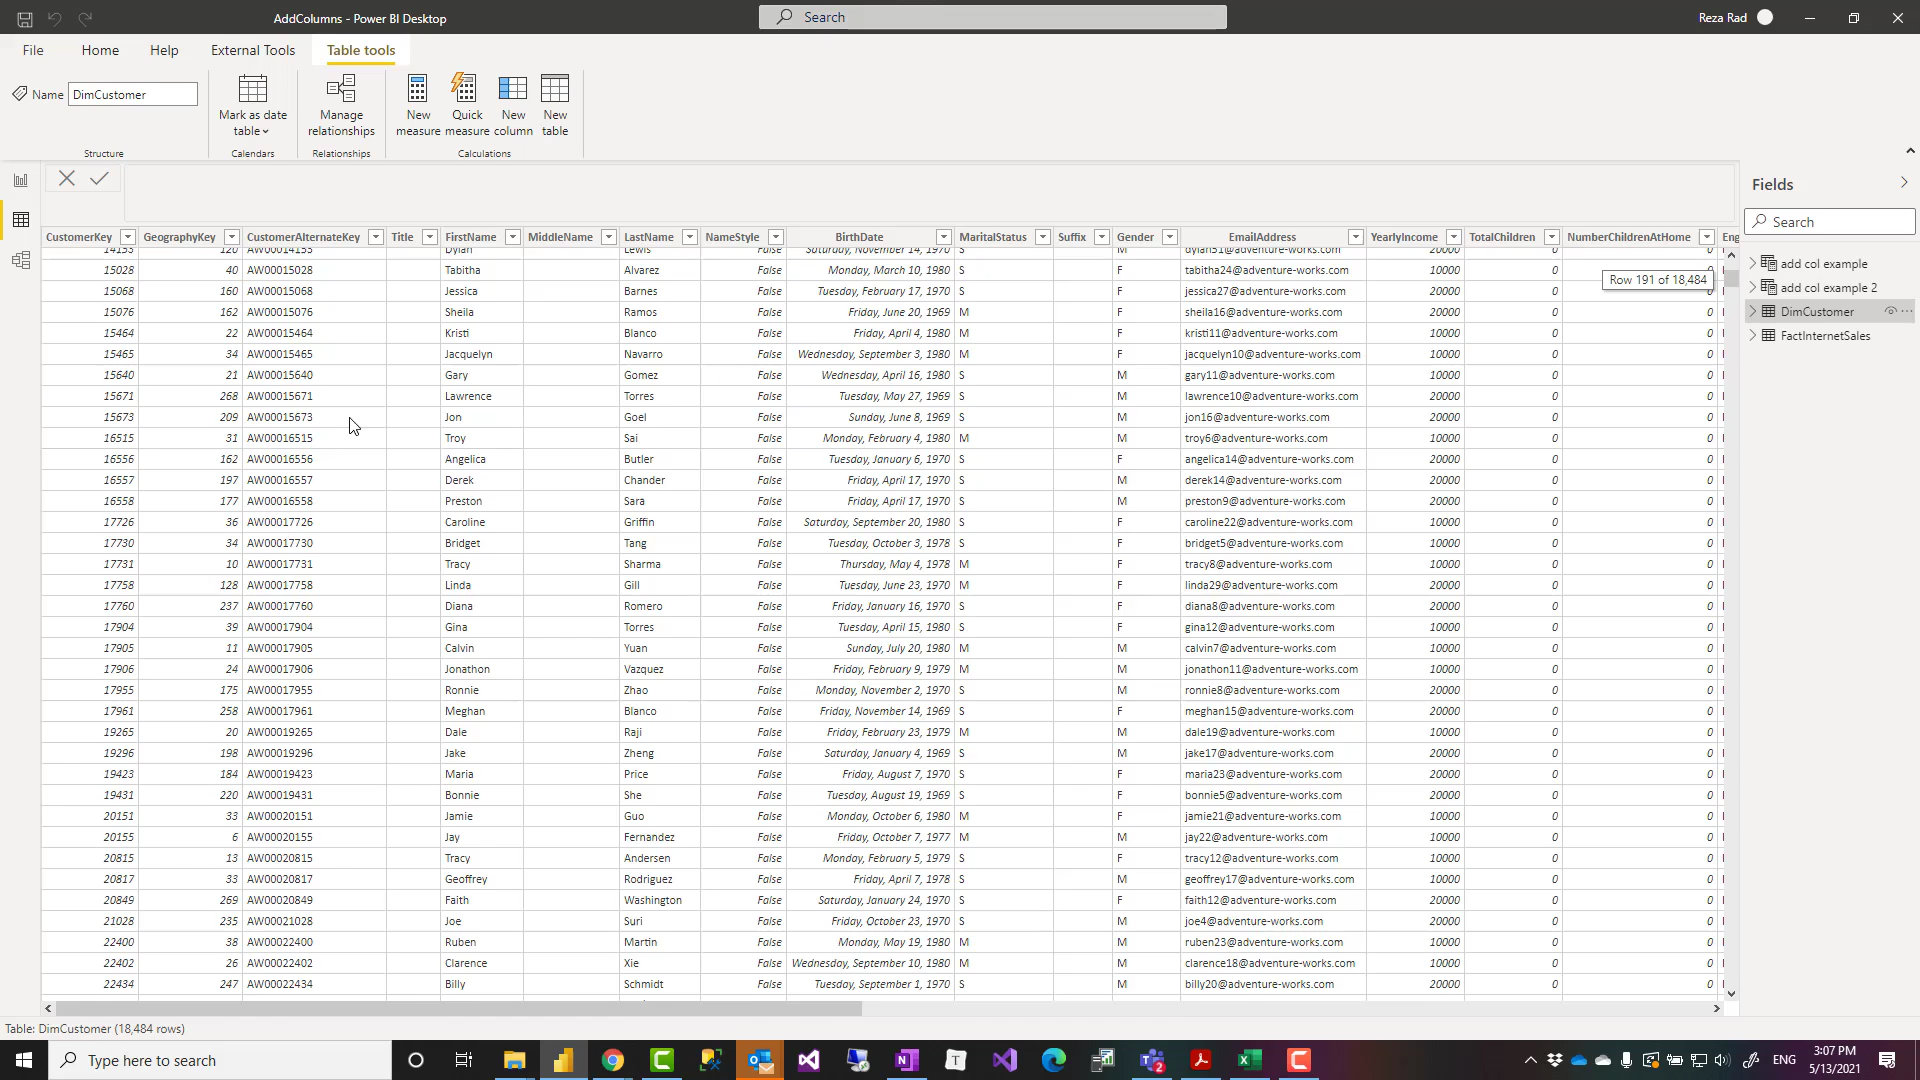 AddColumns - Power BI Desktop
Search
Reza Rad
File Home Help External Tools Table tools
Name DimCustomer
Mark as date table
Manage relationships
New measure
Quick measure
New column
New table
Structure Calendars Relationships Calculations
Fields
Search
add col example
add col example 2
DimCustomer
FactInternetSales
Row 191 of 18,484
CustomerKey GeographyKey CustomerAlternateKey Title FirstName MiddleName LastName NameStyle BirthDate MaritalStatus Suffix Gender EmailAddress YearlyIncome TotalChildren NumberChildrenAtHome Eng
14153 120 AW00014153 Dylan Lewis False Saturday, November 14, 1970 S M dylan51@adventure-works.com 20000 0 0
15028 40 AW00015028 Tabitha Alvarez False Monday, March 10, 1980 S F tabitha24@adventure-works.com 10000 0 0
15068 160 AW00015068 Jessica Barnes False Tuesday, February 17, 1970 S F jessica27@adventure-works.com 20000 0 0
15076 162 AW00015076 Sheila Ramos False Friday, June 20, 1969 M F sheila16@adventure-works.com 20000 0 0
15464 22 AW00015464 Kristi Blanco False Friday, April 4, 1980 M F kristi11@adventure-works.com 10000 0 0
15465 34 AW00015465 Jacquelyn Navarro False Wednesday, September 3, 1980 M F jacquelyn10@adventure-works.com 10000 0 0
15640 21 AW00015640 Gary Gomez False Wednesday, April 16, 1980 S M gary11@adventure-works.com 10000 0 0
15671 268 AW00015671 Lawrence Torres False Tuesday, May 27, 1969 S M lawrence10@adventure-works.com 20000 0 0
15673 209 AW00015673 Jon Goel False Sunday, June 8, 1969 S M jon16@adventure-works.com 20000 0 0
16515 31 AW00016515 Troy Sai False Monday, February 4, 1980 M M troy6@adventure-works.com 10000 0 0
16556 162 AW00016556 Angelica Butler False Tuesday, January 6, 1970 S F angelica14@adventure-works.com 20000 0 0
16557 197 AW00016557 Derek Chander False Friday, April 17, 1970 S M derek14@adventure-works.com 20000 0 0
16558 177 AW00016558 Preston Sara False Friday, April 17, 1970 S M preston9@adventure-works.com 20000 0 0
17726 36 AW00017726 Caroline Griffin False Saturday, September 20, 1980 S F caroline22@adventure-works.com 10000 0 0
17730 34 AW00017730 Bridget Tang False Tuesday, October 3, 1978 S F bridget5@adventure-works.com 10000 0 0
17731 10 AW00017731 Tracy Sharma False Thursday, May 4, 1978 M F tracy8@adventure-works.com 10000 0 0
17758 128 AW00017758 Linda Gill False Tuesday, June 23, 1970 M F linda29@adventure-works.com 20000 0 0
17760 237 AW00017760 Diana Romero False Friday, January 16, 1970 S F diana8@adventure-works.com 20000 0 0
17904 39 AW00017904 Gina Torres False Tuesday, April 15, 1980 S F gina12@adventure-works.com 10000 0 0
17905 11 AW00017905 Calvin Yuan False Sunday, July 20, 1980 M M calvin7@adventure-works.com 10000 0 0
17906 24 AW00017906 Jonathon Vazquez False Friday, February 9, 1979 M M jonathon11@adventure-works.com 10000 0 0
17955 175 AW00017955 Ronnie Zhao False Monday, November 2, 1970 S M ronnie8@adventure-works.com 20000 0 0
17961 258 AW00017961 Meghan Blanco False Friday, November 14, 1969 S F meghan15@adventure-works.com 20000 0 0
19265 20 AW00019265 Dale Raji False Friday, February 23, 1979 M M dale19@adventure-works.com 10000 0 0
19296 198 AW00019296 Jake Zheng False Saturday, January 4, 1969 S M jake17@adventure-works.com 20000 0 0
19423 184 AW00019423 Maria Price False Friday, August 7, 1970 S F maria23@adventure-works.com 20000 0 0
19431 220 AW00019431 Bonnie She False Tuesday, August 19, 1969 S F bonnie5@adventure-works.com 20000 0 0
20151 33 AW00020151 Jamie Guo False Monday, October 6, 1980 M F jamie21@adventure-works.com 10000 0 0
20155 6 AW00020155 Jay Fernandez False Friday, October 7, 1977 M M jay22@adventure-works.com 10000 0 0
20815 13 AW00020815 Tracy Andersen False Monday, February 5, 1979 S F tracy12@adventure-works.com 10000 0 0
20817 33 AW00020817 Geoffrey Rodriguez False Friday, April 7, 1978 S M geoffrey17@adventure-works.com 10000 0 0
20849 269 AW00020849 Faith Washington False Saturday, January 24, 1970 S F faith12@adventure-works.com 20000 0 0
21028 235 AW00021028 Joe Suri False Friday, October 23, 1970 S M joe4@adventure-works.com 20000 0 0
22400 38 AW00022400 Ruben Martin False Monday, May 19, 1980 M M ruben23@adventure-works.com 10000 0 0
22402 26 AW00022402 Clarence Xie False Wednesday, September 10, 1980 M M clarence18@adventure-works.com 10000 0 0
22434 247 AW00022434 Billy Schmidt False Tuesday, September 1, 1970 S M billy20@adventure-works.com 20000 0 0
Table: DimCustomer (18,484 rows)
Type here to search
ENG
3:07 PM
5/13/2021